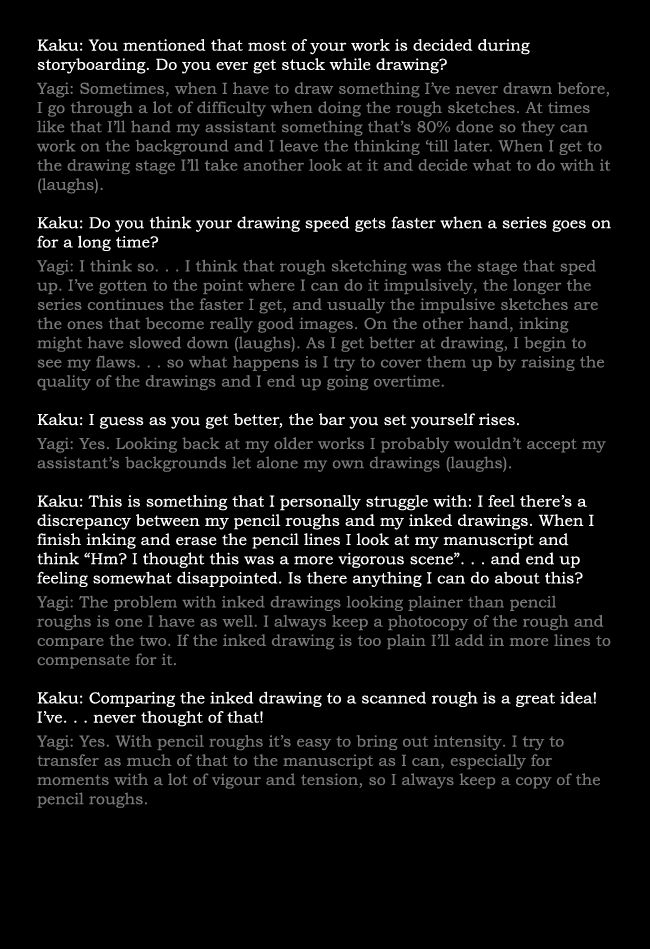 Kaku: You mentioned that most of your work is decided during
storyboarding. Do you ever get stuck while drawing?
Yagi: Sometimes, when I have to draw something I’ve never drawn before,
I go through a lot of difficulty when doing the rough sketches. At times
like that I’ll hand my assistant something that’s 80% done so they can
work on the background and I leave the thinking ‘till later. When I get to
the drawing stage I’ll take another look at it and decide what to do with it
(laughs).
Kaku: Do you think your drawing speed gets faster when a series goes on
for a long time?
Yagi: I think so. . . I think that rough sketching was the stage that sped
up. I’ve gotten to the point where I can do it impulsively, the longer the
series continues the faster I get, and usually the impulsive sketches are
the ones that become really good images. On the other hand, inking
might have slowed down (laughs). As I get better at drawing, I begin to
see my flaws. . . so what happens is I try to cover them up by raising the
quality of the drawings and I end up going overtime.
Kaku: I guess as you get better, the bar you set yourself rises.
Yagi: Yes. Looking back at my older works I probably wouldn’t accept my
assistant’s backgrounds let alone my own drawings (laughs).
Kaku: This is something that I personally struggle with: I feel there’s a
discrepancy between my pencil roughs and my inked drawings. When I
finish inking and erase the pencil lines I look at my manuscript and
think “Hm? I thought this was a more vigorous scene”. . . and end up
feeling somewhat disappointed. Is there anything I can do about this?
Yagi: The problem with inked drawings looking plainer than pencil
roughs is one I have as well. I always keep a photocopy of the rough and
compare the two. If the inked drawing is too plain I’ll add in more lines to
compensate for it.
Kaku: Comparing the inked drawing to a scanned rough is a great idea!
I’ve. . . never thought of that!
Yagi: Yes. With pencil roughs it’s easy to bring out intensity. I try to
transfer as much of that to the manuscript as I can, especially for
moments with a lot of vigour and tension, so I always keep a copy of the
pencil roughs.